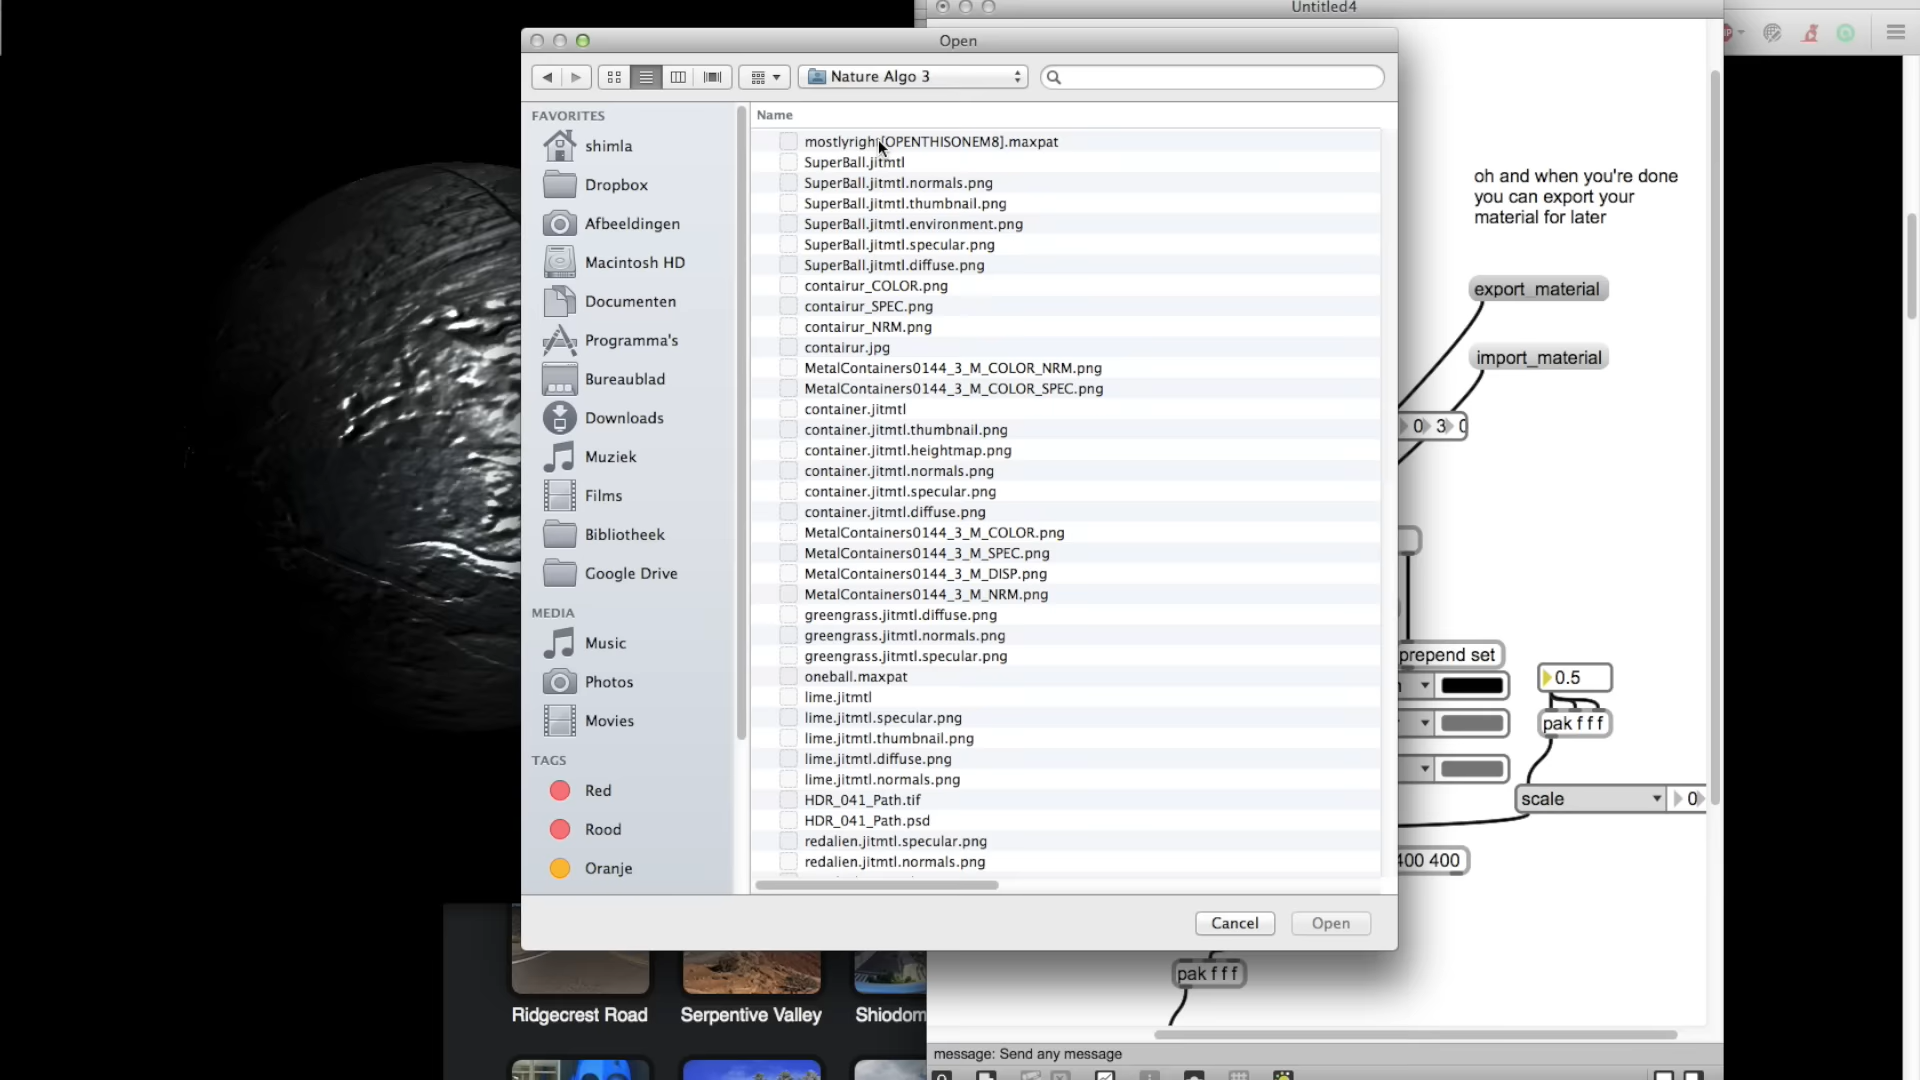 Untitled4
Open
Nature Algo 3
FAVORITES
shimla
Dropbox
Afbeeldingen
Macintosh HD
Documenten
Programma's
Bureaublad
Downloads
Muziek
Films
Bibliotheek
Google Drive
MEDIA
Music
Photos
Movies
TAGS
Red
Rood
Oranje
Name
mostlyright[OPENTHISONEM8].maxpat
SuperBall.jitmtl
SuperBall.jitmtl.normals.png
SuperBall.jitmtl.thumbnail.png
SuperBall.jitmtl.environment.png
SuperBall.jitmtl.specular.png
SuperBall.jitmtl.diffuse.png
contairur_COLOR.png
contairur_SPEC.png
contairur_NRM.png
contairur.jpg
MetalContainers0144_3_M_COLOR_NRM.png
MetalContainers0144_3_M_COLOR_SPEC.png
container.jitmtl
container.jitmtl.thumbnail.png
container.jitmtl.heightmap.png
container.jitmtl.normals.png
container.jitmtl.specular.png
container.jitmtl.diffuse.png
MetalContainers0144_3_M_COLOR.png
MetalContainers0144_3_M_SPEC.png
MetalContainers0144_3_M_DISP.png
MetalContainers0144_3_M_NRM.png
greengrass.jitmtl.diffuse.png
greengrass.jitmtl.normals.png
greengrass.jitmtl.specular.png
oneball.maxpat
lime.jitmtl
lime.jitmtl.specular.png
lime.jitmtl.thumbnail.png
lime.jitmtl.diffuse.png
lime.jitmtl.normals.png
HDR_041_Path.tif
HDR_041_Path.psd
redalien.jitmtl.specular.png
redalien.jitmtl.normals.png
Cancel
Open
oh and when you're done
you can export your
material for later
export_material
import_material
0 3 0
prepend set
0.5
pak f f f
scale
0
400 400
pak f f f
Ridgecrest Road
Serpentive Valley
Shiodom
message: Send any message